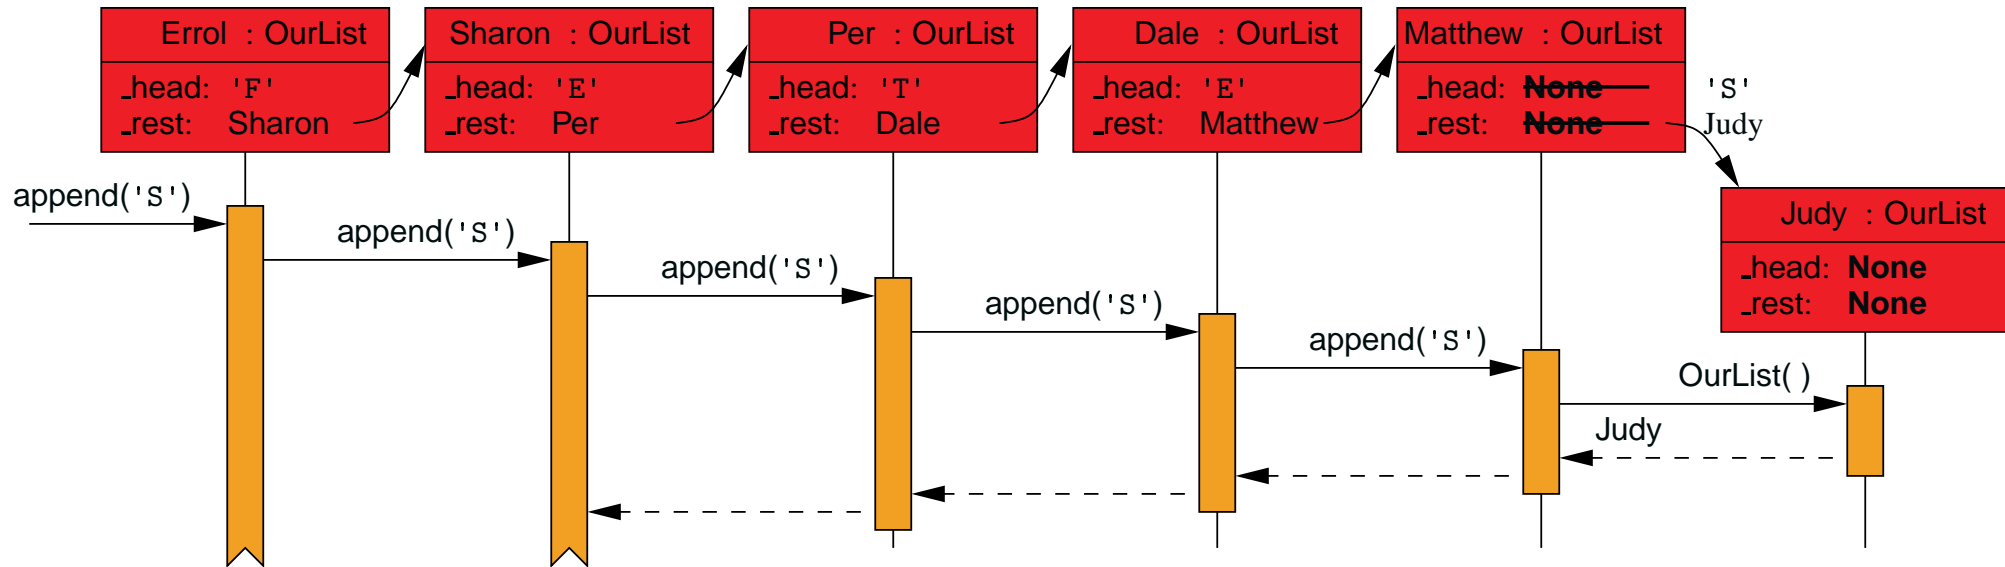 Errol : OurList
_head: 'F'
_rest: Sharon
Sharon : OurList
_head: 'E'
_rest: Per
Per : OurList
_head: 'T'
_rest: Dale
Dale : OurList
_head: 'E'
_rest: Matthew
Matthew : OurList
_head: None 'S'
_rest: None Judy
Judy : OurList
_head: None
_rest: None
append('S')
append('S')
append('S')
append('S')
append('S')
OurList( )
Judy